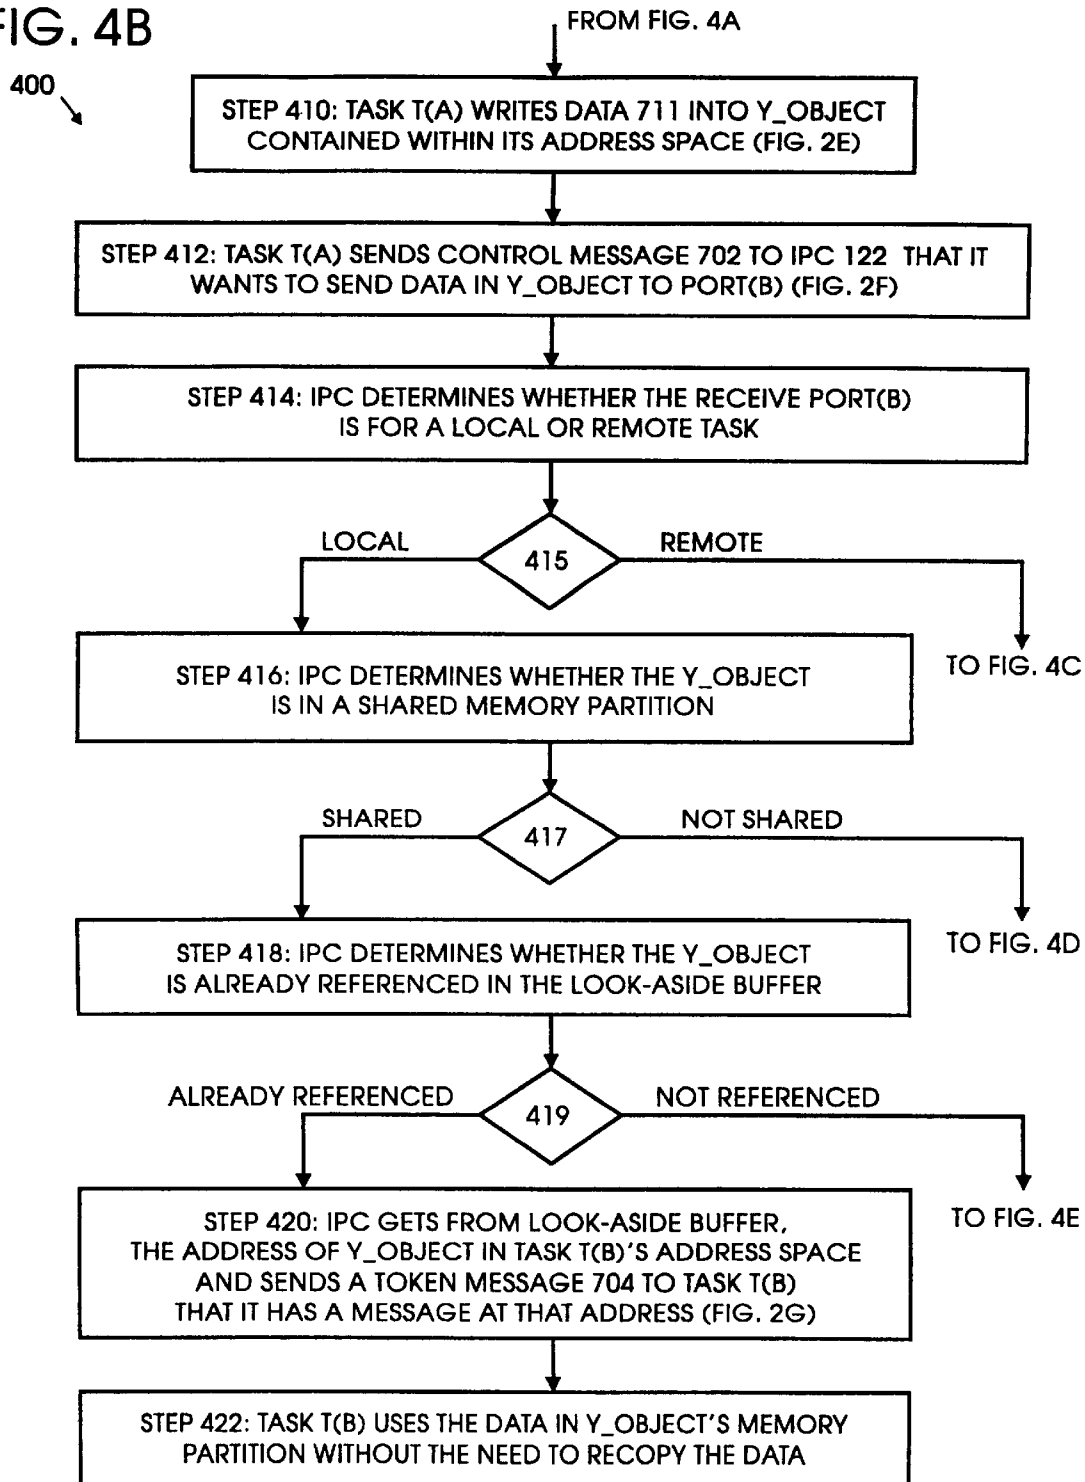 FIG. 4B
FROM FIG. 4A
400
STEP 410: TASK T(A) WRITES DATA 711 INTO Y_OBJECT
CONTAINED WITHIN ITS ADDRESS SPACE (FIG. 2E)
STEP 412: TASK T(A) SENDS CONTROL MESSAGE 702 TO IPC 122 THAT IT
WANTS TO SEND DATA IN Y_OBJECT TO PORT(B) (FIG. 2F)
STEP 414: IPC DETERMINES WHETHER THE RECEIVE PORT(B)
IS FOR A LOCAL OR REMOTE TASK
LOCAL
415
REMOTE
TO FIG. 4C
STEP 416: IPC DETERMINES WHETHER THE Y_OBJECT
IS IN A SHARED MEMORY PARTITION
SHARED
417
NOT SHARED
TO FIG. 4D
STEP 418: IPC DETERMINES WHETHER THE Y_OBJECT
IS ALREADY REFERENCED IN THE LOOK-ASIDE BUFFER
ALREADY REFERENCED
419
NOT REFERENCED
TO FIG. 4E
STEP 420: IPC GETS FROM LOOK-ASIDE BUFFER,
THE ADDRESS OF Y_OBJECT IN TASK T(B)'S ADDRESS SPACE
AND SENDS A TOKEN MESSAGE 704 TO TASK T(B)
THAT IT HAS A MESSAGE AT THAT ADDRESS (FIG. 2G)
STEP 422: TASK T(B) USES THE DATA IN Y_OBJECT'S MEMORY
PARTITION WITHOUT THE NEED TO RECOPY THE DATA